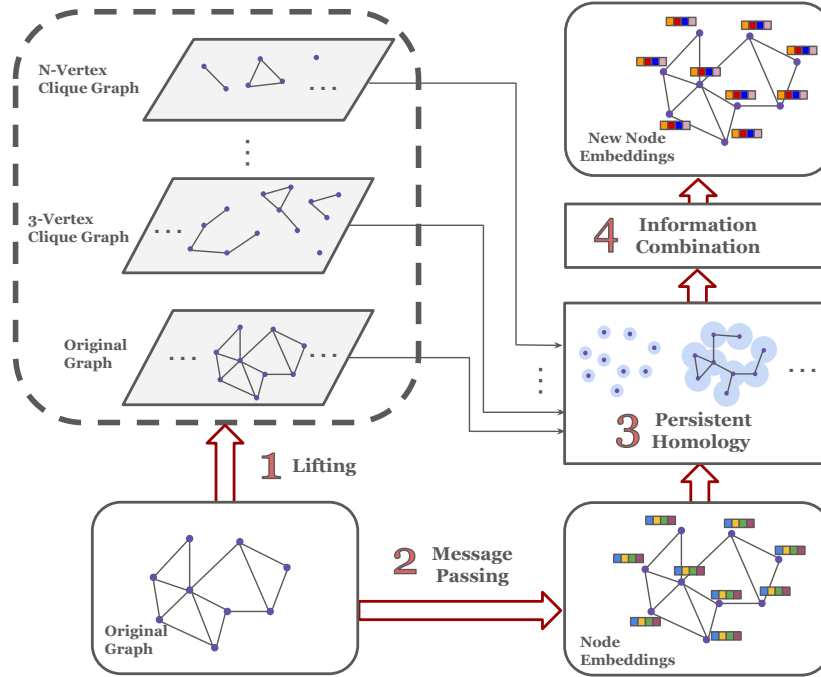 N-Vertex
Clique Graph
...
3-Vertex
Clique Graph
...
Original
Graph
...
...
1 Lifting
Original
Graph
2 Message
Passing
New Node
Embeddings
4 Information
Combination
...
3 Persistent
Homology
Node
Embeddings